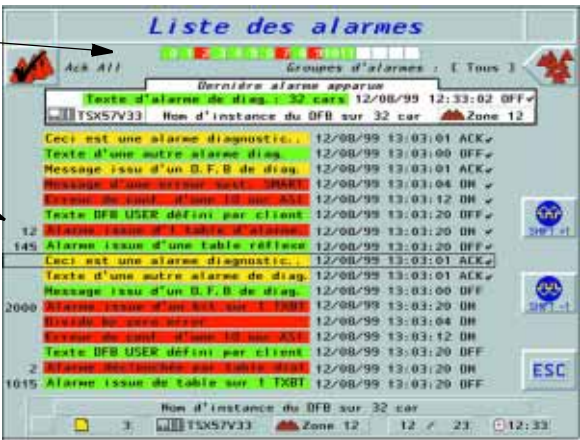 Liste des alarmes
Ack All
Groupes d'alarmes : [ Tous ]
Dernière alarme apparue
Texte d'alarme de diag.: 32 cars 12/08/99 12:33:02 OFF✓
TSX57V33 Nom d'instance du DFB sur 32 car Zone 12
Ceci est une alarme diagnostic.. 12/08/99 13:03:01 ACK✓
Texte d'une autre alarme diag. 12/08/99 13:03:00 OFF✓
Message issu d'un D.F.B de diag. 12/08/99 13:03:01 ACK✓
Message d'une erreur syst. SMART 12/08/99 13:03:04 ON ✓
Erreur de conf. d'une IO sur ASI 12/08/99 13:03:12 ON ✓
Texte DFB USER défini par client 12/08/99 13:03:20 OFF✓
12 Alarme issue d'1 table d'alarme. 12/08/99 13:03:20 ON ✓
145 Alarme issue d'une table réflexe 12/08/99 13:03:20 OFF✓
Ceci est une alarme diagnostic.. 12/08/99 13:03:01 ACK✓
Texte d'une autre alarme de diag. 12/08/99 13:03:01 ACK✓
Message issu d'un D.F.B de diag. 12/08/99 13:03:00 OFF
2000 Alarme issue d'un bit sur 1 TXBT 12/08/99 13:03:20 ON
Divide by zero error 12/08/99 13:03:04 ON
Erreur de conf. d'une IO sur ASI 12/08/99 13:03:12 ON
Texte DFB USER défini par client 12/08/99 13:03:20 OFF
2 Alarme déclenchée par table dial 12/08/99 13:03:20 ON
1015 Alarme issue de table sur 1 TXBT 12/08/99 13:03:20 OFF
ESC
Nom d'instance du DFB sur 32 car
3 TSX57V33 Zone 12 12 / 23 12:33